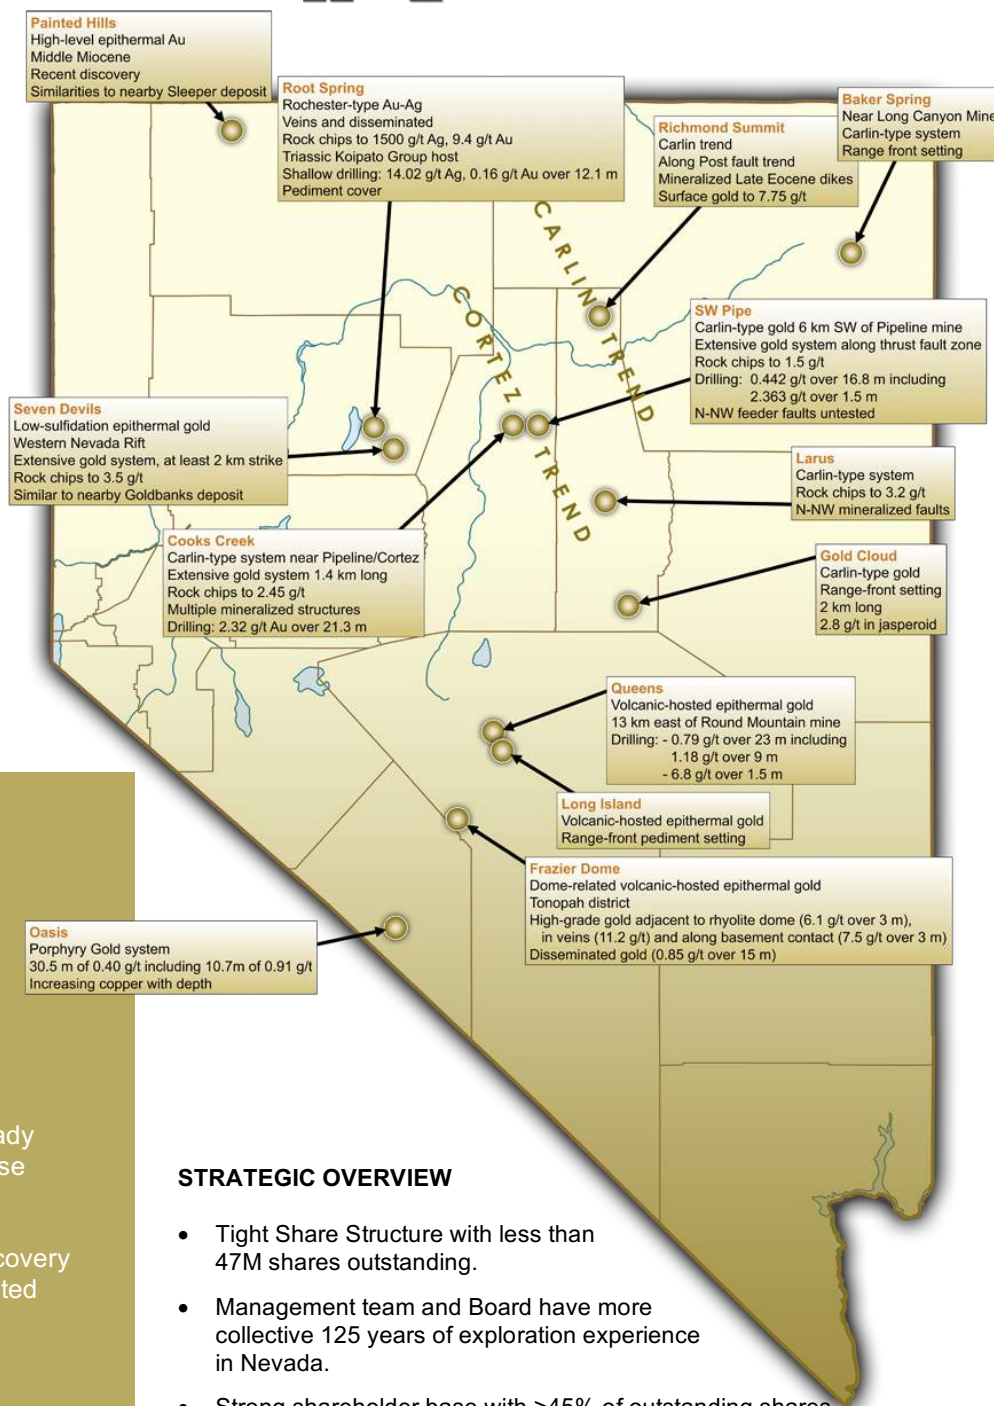 Painted Hills
High-level epithermal Au
Middle Miocene
Recent discovery
Similarities to nearby Sleeper deposit
Root Spring
Rochester-type Au-Ag
Veins and disseminated
Rock chips to 1500 g/t Ag, 9.4 g/t Au
Triassic Koipato Group host
Shallow drilling: 14.02 g/t Ag, 0.16 g/t Au over 12.1 m
Pediment cover
Richmond Summit
Carlin trend
Along Post fault trend
Mineralized Late Eocene dikes
Surface gold to 7.75 g/t
Baker Spring
Near Long Canyon Mine
Carlin-type system
Range front setting
CARLIN TREND
CORTEZ TREND
SW Pipe
Carlin-type gold 6 km SW of Pipeline mine
Extensive gold system along thrust fault zone
Rock chips to 1.5 g/t
Drilling: 0.442 g/t over 16.8 m including
2.363 g/t over 1.5 m
N-NW feeder faults untested
Seven Devils
Low-sulfidation epithermal gold
Western Nevada Rift
Extensive gold system, at least 2 km strike
Rock chips to 3.5 g/t
Similar to nearby Goldbanks deposit
Larus
Carlin-type system
Rock chips to 3.2 g/t
N-NW mineralized faults
Cooks Creek
Carlin-type system near Pipeline/Cortez
Extensive gold system 1.4 km long
Rock chips to 2.45 g/t
Multiple mineralized structures
Drilling: 2.32 g/t Au over 21.3 m
Gold Cloud
Carlin-type gold
Range-front setting
2 km long
2.8 g/t in jasperoid
Queens
Volcanic-hosted epithermal gold
13 km east of Round Mountain mine
Drilling: - 0.79 g/t over 23 m including
1.18 g/t over 9 m
- 6.8 g/t over 1.5 m
Long Island
Volcanic-hosted epithermal gold
Range-front pediment setting
Frazier Dome
Dome-related volcanic-hosted epithermal gold
Tonopah district
High-grade gold adjacent to rhyolite dome (6.1 g/t over 3 m),
in veins (11.2 g/t) and along basement contact (7.5 g/t over 3 m)
Disseminated gold (0.85 g/t over 15 m)
Oasis
Porphyry Gold system
30.5 m of 0.40 g/t including 10.7m of 0.91 g/t
Increasing copper with depth
ady
se
covery
ted
STRATEGIC OVERVIEW
• Tight Share Structure with less than
47M shares outstanding.
• Management team and Board have more
collective 125 years of exploration experience
in Nevada.
• Strong shareholder base with >45% of outstanding shares